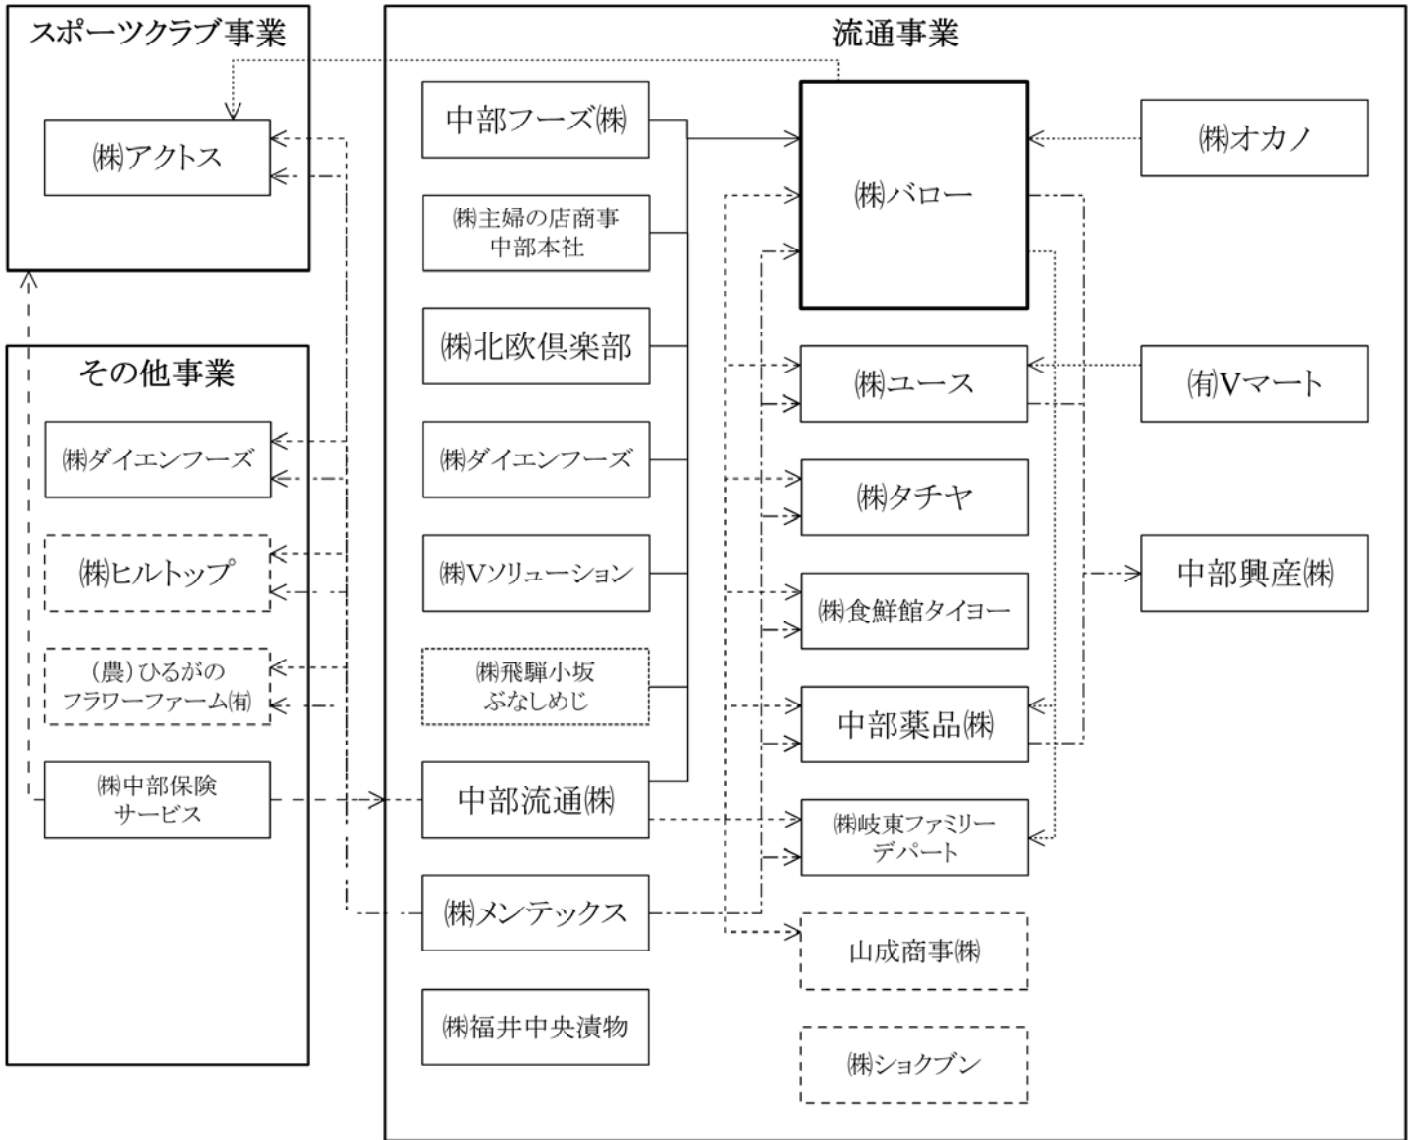 スポーツクラブ事業
㈱アクトス
その他事業
㈱ダイエンフーズ
㈱ヒルトップ
(農)ひるがの
フラワーファーム㈲
㈱中部保険
サービス
流通事業
中部フーズ㈱
㈱主婦の店商事
中部本社
㈱北欧倶楽部
㈱ダイエンフーズ
㈱Vソリューション
㈱飛騨小坂
ぶなしめじ
中部流通㈱
㈱メンテックス
㈱福井中央漬物
㈱バロー
㈱ユース
㈱タチヤ
㈱食鮮館タイヨー
中部薬品㈱
㈱岐東ファミリー
デパート
山成商事㈱
㈱ショクブン
㈱オカノ
㈲Vマート
中部興産㈱